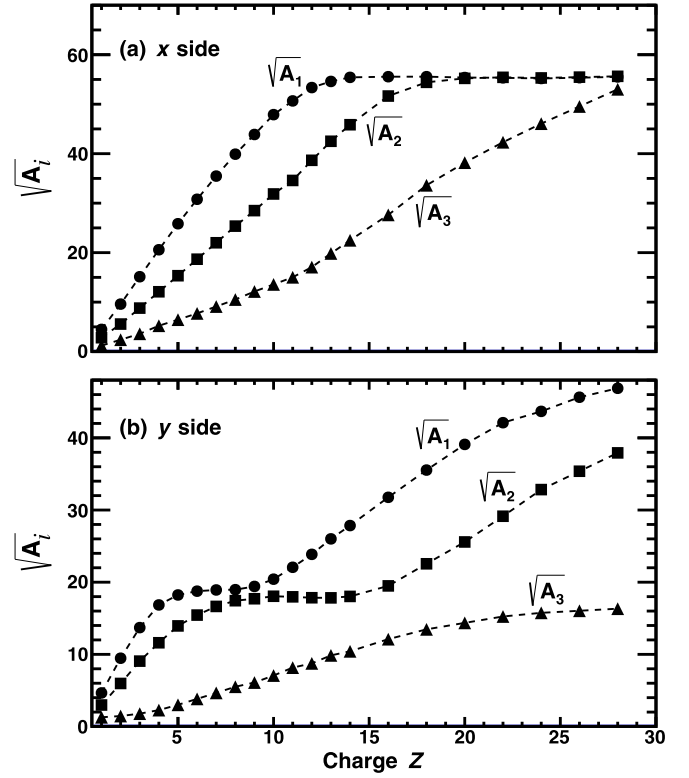 (a) x side
60
40
20
0
√Ai
√A1
√A2
√A3
(b) y side
40
30
20
10
0
√Ai
√A1
√A2
√A3
5 10 15 20 25 30
Charge Z